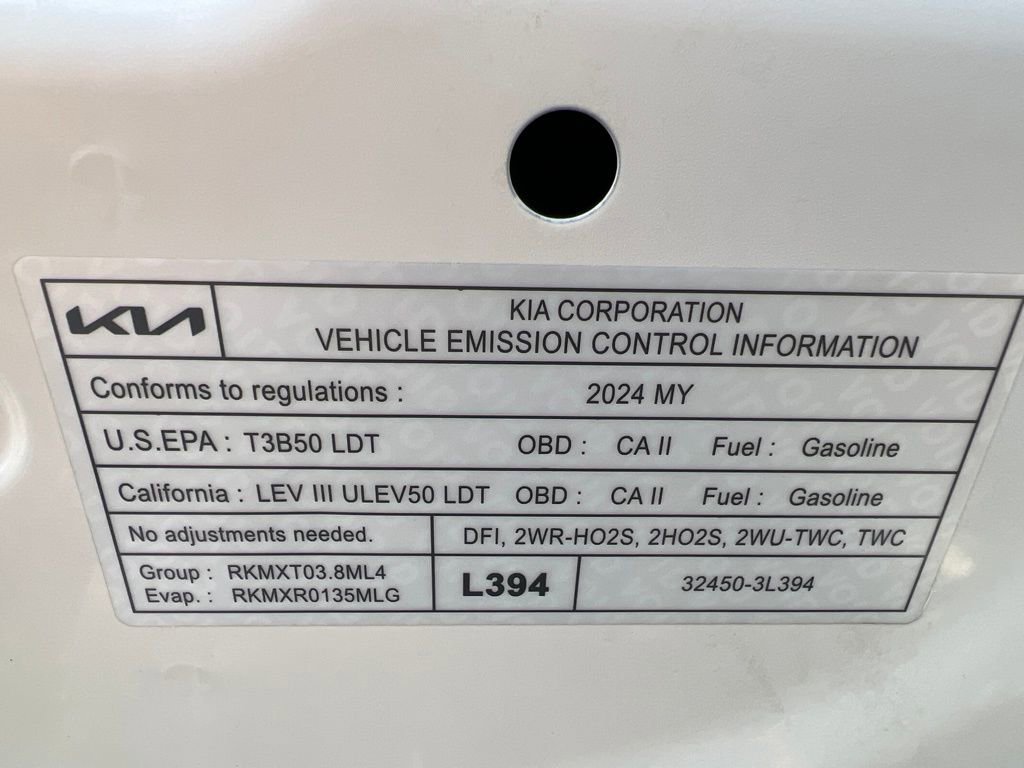 KIA
KIA CORPORATION
VEHICLE EMISSION CONTROL INFORMATION
Conforms to regulations : 2024 MY
U.S.EPA : T3B50 LDT OBD : CA II Fuel : Gasoline
California : LEV III ULEV50 LDT OBD : CA II Fuel : Gasoline
No adjustments needed. DFI, 2WR-HO2S, 2HO2S, 2WU-TWC, TWC
Group : RKMXT03.8ML4
Evap. : RKMXR0135MLG
L394 32450-3L394